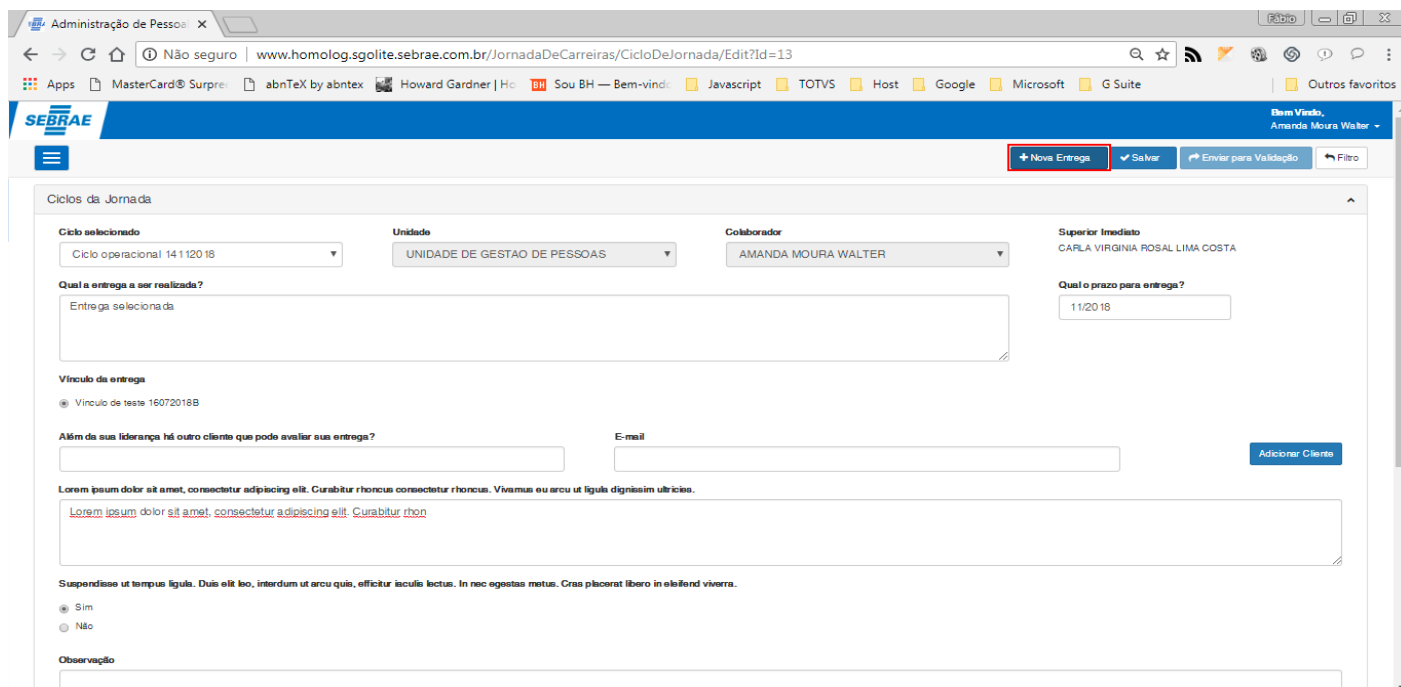 Administração de Pessoa
Fábio
Não seguro | www.homolog.sgolite.sebrae.com.br/JornadaDeCarreiras/CicloDeJornada/Edit?Id=13
Apps MasterCard® Surpre abnTeX by abntex Howard Gardner | Ho BH Sou BH — Bem-vindo Javascript TOTVS Host Google Microsoft G Suite Outros favoritos
SEBRAE
Bem Vindo,
Amanda Moura Walter
Nova Entrega Salvar Enviar para Validação Filtro
Ciclos da Jornada
Ciclo selecionado Unidade Colaborador Superior Imediato
Ciclo operacional 14112018 UNIDADE DE GESTAO DE PESSOAS AMANDA MOURA WALTER CARLA VIRGINIA ROSAL LIMA COSTA
Qual a entrega a ser realizada? Qual o prazo para entrega?
Entrega selecionada 11/2018
Vínculo da entrega
Vinculo de teste 16072018B
Além da sua liderança há outro cliente que pode avaliar sua entrega? E-mail
Adicionar Cliente
Lorem ipsum dolor sit amet, consectetur adipiscing elit. Curabitur rhoncus consectetur rhoncus. Vivamus eu arcu ut ligula dignissim ultricies.
Lorem ipsum dolor sit amet, consectetur adipiscing elit. Curabitur rhon
Suspendisse ut tempus ligula. Duis elit leo, interdum ut arcu quis, efficitur iaculis lectus. In nec egestas metus. Cras placerat libero in eleifend viverra.
Sim
Não
Observação